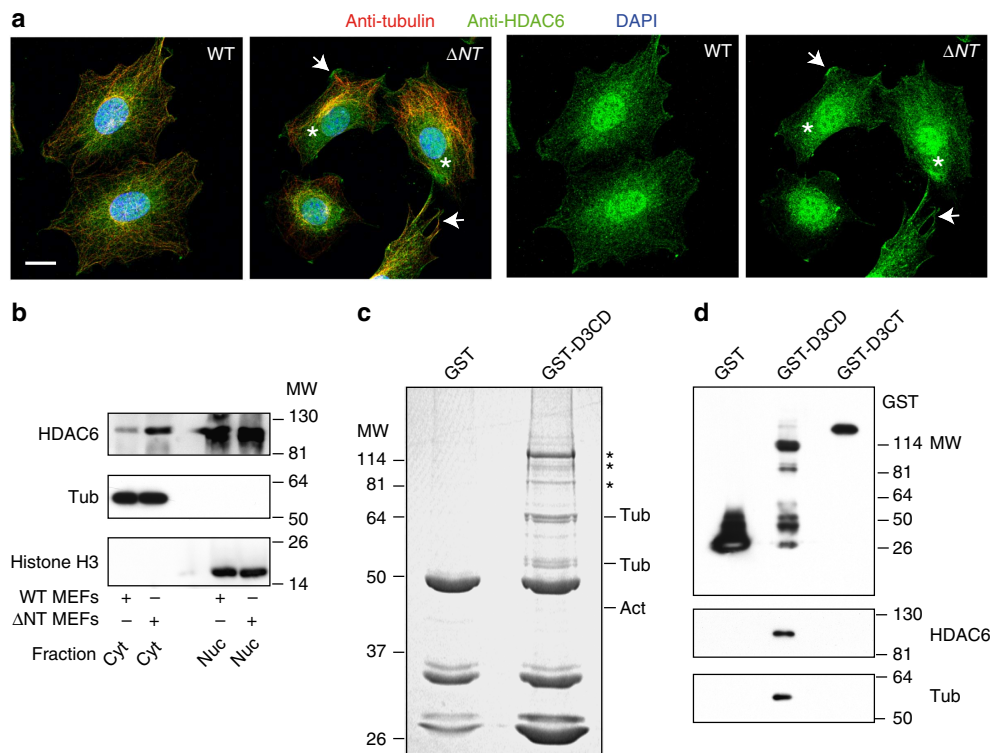 a
Anti-tubulin Anti-HDAC6 DAPI
WT
ΔNT
WT
ΔNT
*
*
*
*
b
MW
HDAC6
130
81
Tub
64
50
Histone H3
26
14
WT MEFs + – + –
ΔNT MEFs – + – +
Fraction Cyt Cyt Nuc Nuc
c
GST GST-D3CD
MW
114
81
64
50
37
26
*
*
*
Tub
Tub
Act
d
GST GST-D3CD GST-D3CT
GST
114 MW
81
64
50
26
130
HDAC6
81
64
Tub
50